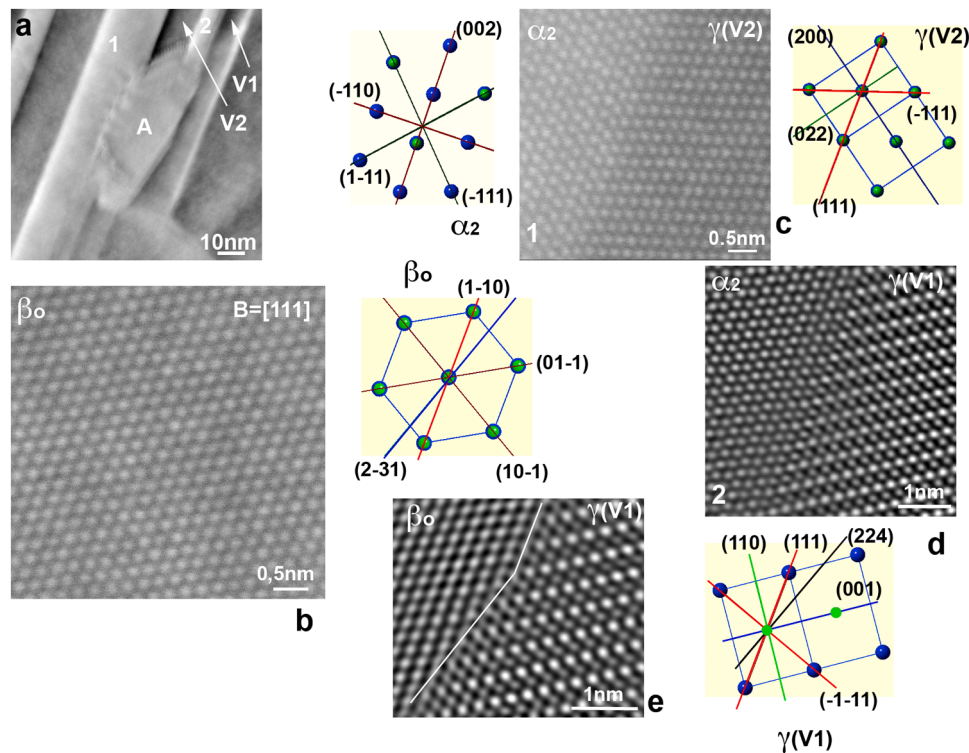 a
1
2
V1
V2
A
10nm
(002)
(-110)
(1-11)
(-111)
α2
α2
γ(V2)
1
0.5nm
c
(200)
γ(V2)
(-111)
(022)
(111)
βo
B=[111]
0,5nm
b
βo
(1-10)
(01-1)
(2-31)
(10-1)
α2
γ(V1)
2
1nm
d
βo
γ(V1)
1nm
e
(110)
(111)
(224)
(001)
(-1-11)
γ(V1)